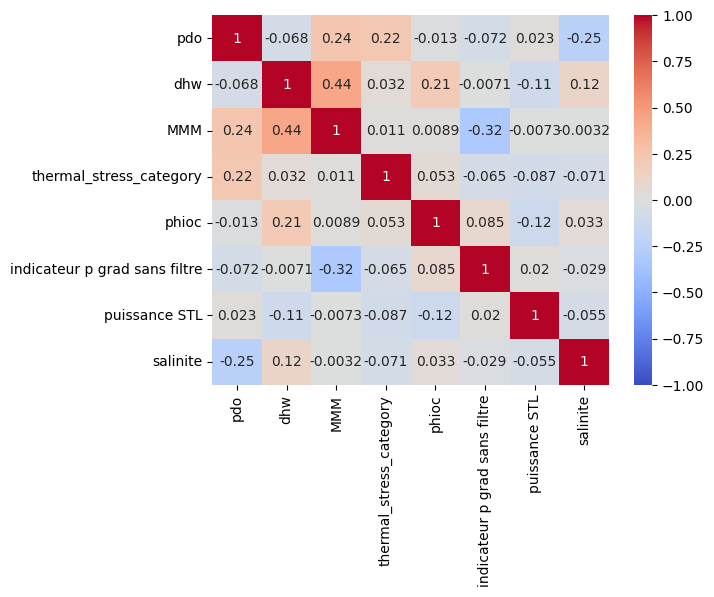 pdo 1 -0.068 0.24 0.22 -0.013 -0.072 0.023 -0.25
dhw -0.068 1 0.44 0.032 0.21 -0.0071 -0.11 0.12
MMM 0.24 0.44 1 0.011 0.0089 -0.32 -0.0073 -0.0032
thermal_stress_category 0.22 0.032 0.011 1 0.053 -0.065 -0.087 -0.071
phioc -0.013 0.21 0.0089 0.053 1 0.085 -0.12 0.033
indicateur p grad sans filtre -0.072 -0.0071 -0.32 -0.065 0.085 1 0.02 -0.029
puissance STL 0.023 -0.11 -0.0073 -0.087 -0.12 0.02 1 -0.055
salinite -0.25 0.12 -0.0032 -0.071 0.033 -0.029 -0.055 1
pdo
dhw
MMM
thermal_stress_category
phioc
indicateur p grad sans filtre
puissance STL
salinite
1.00
0.75
0.50
0.25
0.00
-0.25
-0.50
-0.75
-1.00